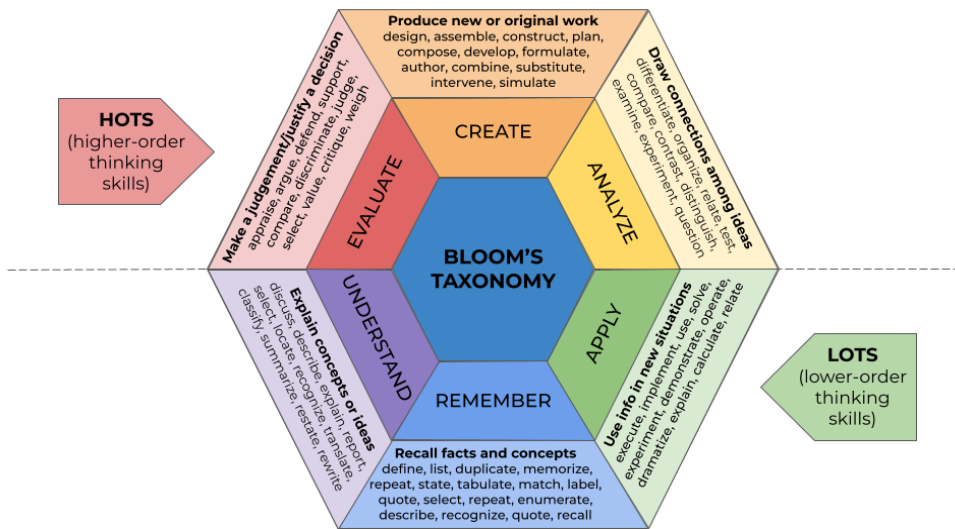 Produce new or original work
design, assemble, construct, plan,
compose, develop, formulate,
author, combine, substitute,
intervene, simulate
CREATE
HOTS
(higher-order
thinking
skills)
Make a judgement/justify a decision
appraise, argue, defend, support,
compare, discriminate, judge,
select, value, critique, weigh
EVALUATE
Draw connections among ideas
differentiate, organize, relate, test,
compare, contrast, distinguish,
examine, experiment, question
ANALYZE
BLOOM'S
TAXONOMY
UNDERSTAND
Explain concepts or ideas
discuss, describe, explain, report,
select, locate, recognize, translate,
classify, summarize, restate, rewrite
APPLY
Use info in new situations
execute, implement, use, solve,
experiment, demonstrate, operate,
dramatize, explain, calculate, relate
LOTS
(lower-order
thinking
skills)
REMEMBER
Recall facts and concepts
define, list, duplicate, memorize,
repeat, state, tabulate, match, label,
quote, select, repeat, enumerate,
describe, recognize, quote, recall